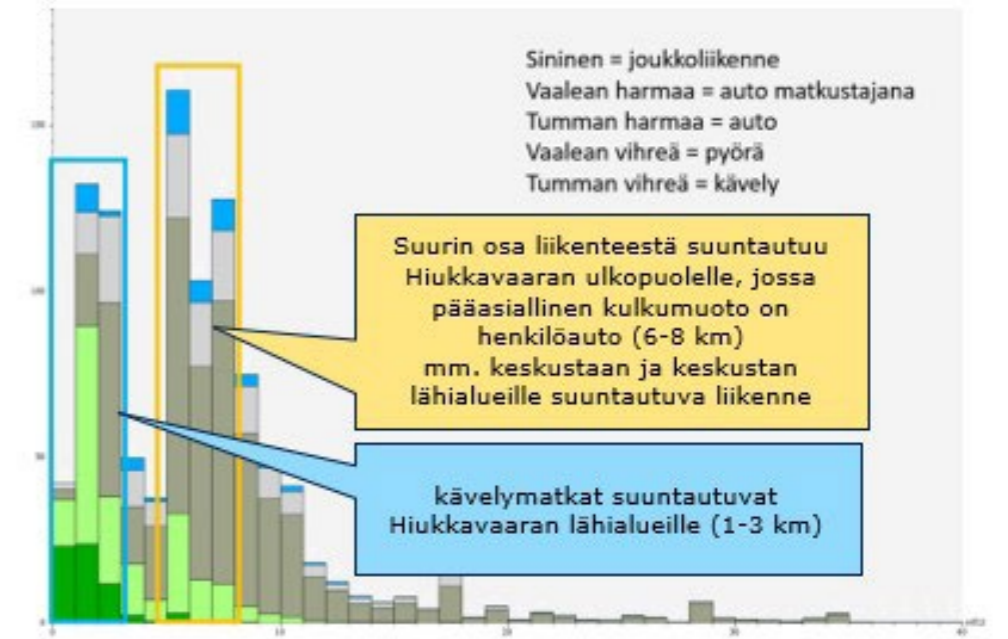 Sininen = joukkoliikenne
Vaalean harmaa = auto matkustajana
Tumman harmaa = auto
Vaalean vihreä = pyörä
Tumman vihreä = kävely
Suurin osa liikenteestä suuntautuu
Hiukkavaaran ulkopuolelle, jossa
pääasiallinen kulkumuoto on
henkilöauto (6-8 km)
mm. keskustaan ja keskustan
lähialueille suuntautuva liikenne
kävelymatkat suuntautuvat
Hiukkavaaran lähialueille (1-3 km)